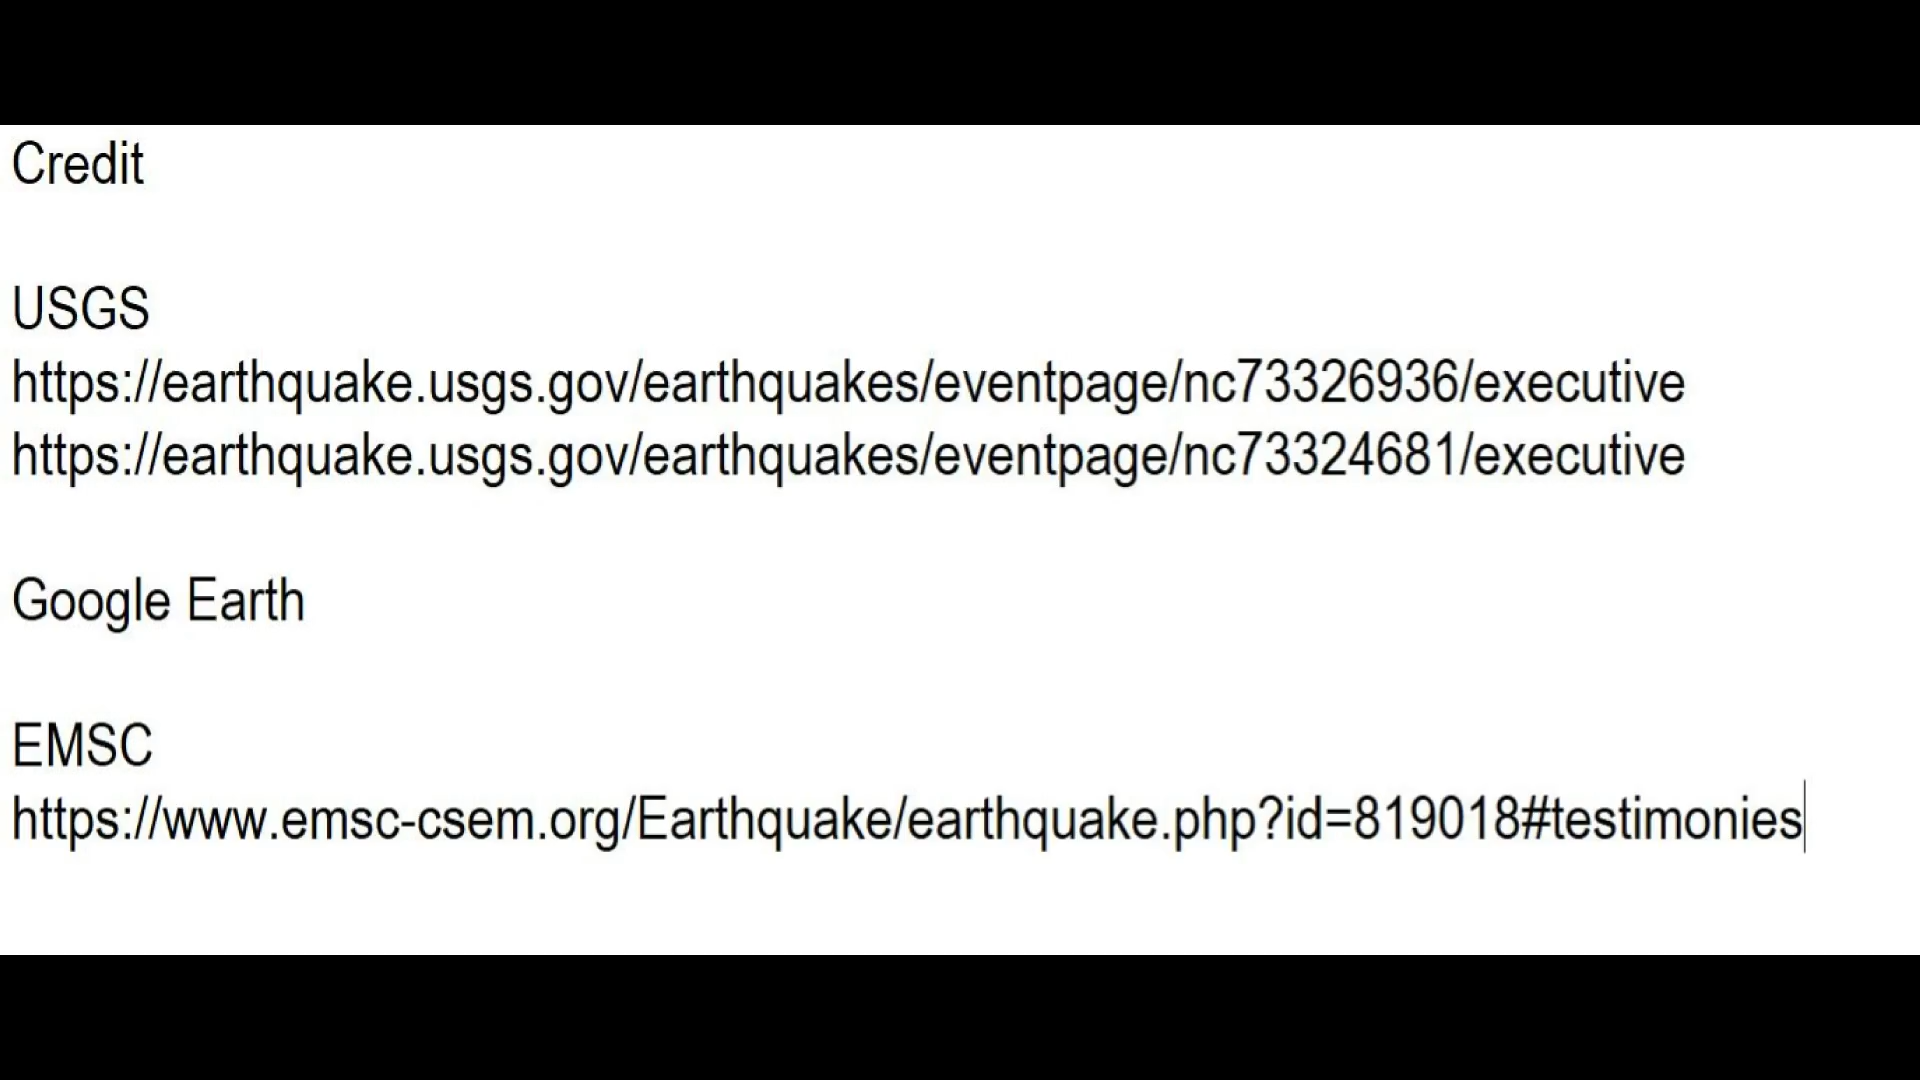 Credit
USGS
https://earthquake.usgs.gov/earthquakes/eventpage/nc73326936/executive
https://earthquake.usgs.gov/earthquakes/eventpage/nc73324681/executive
Google Earth
EMSC
https://www.emsc-csem.org/Earthquake/earthquake.php?id=819018#testimonies